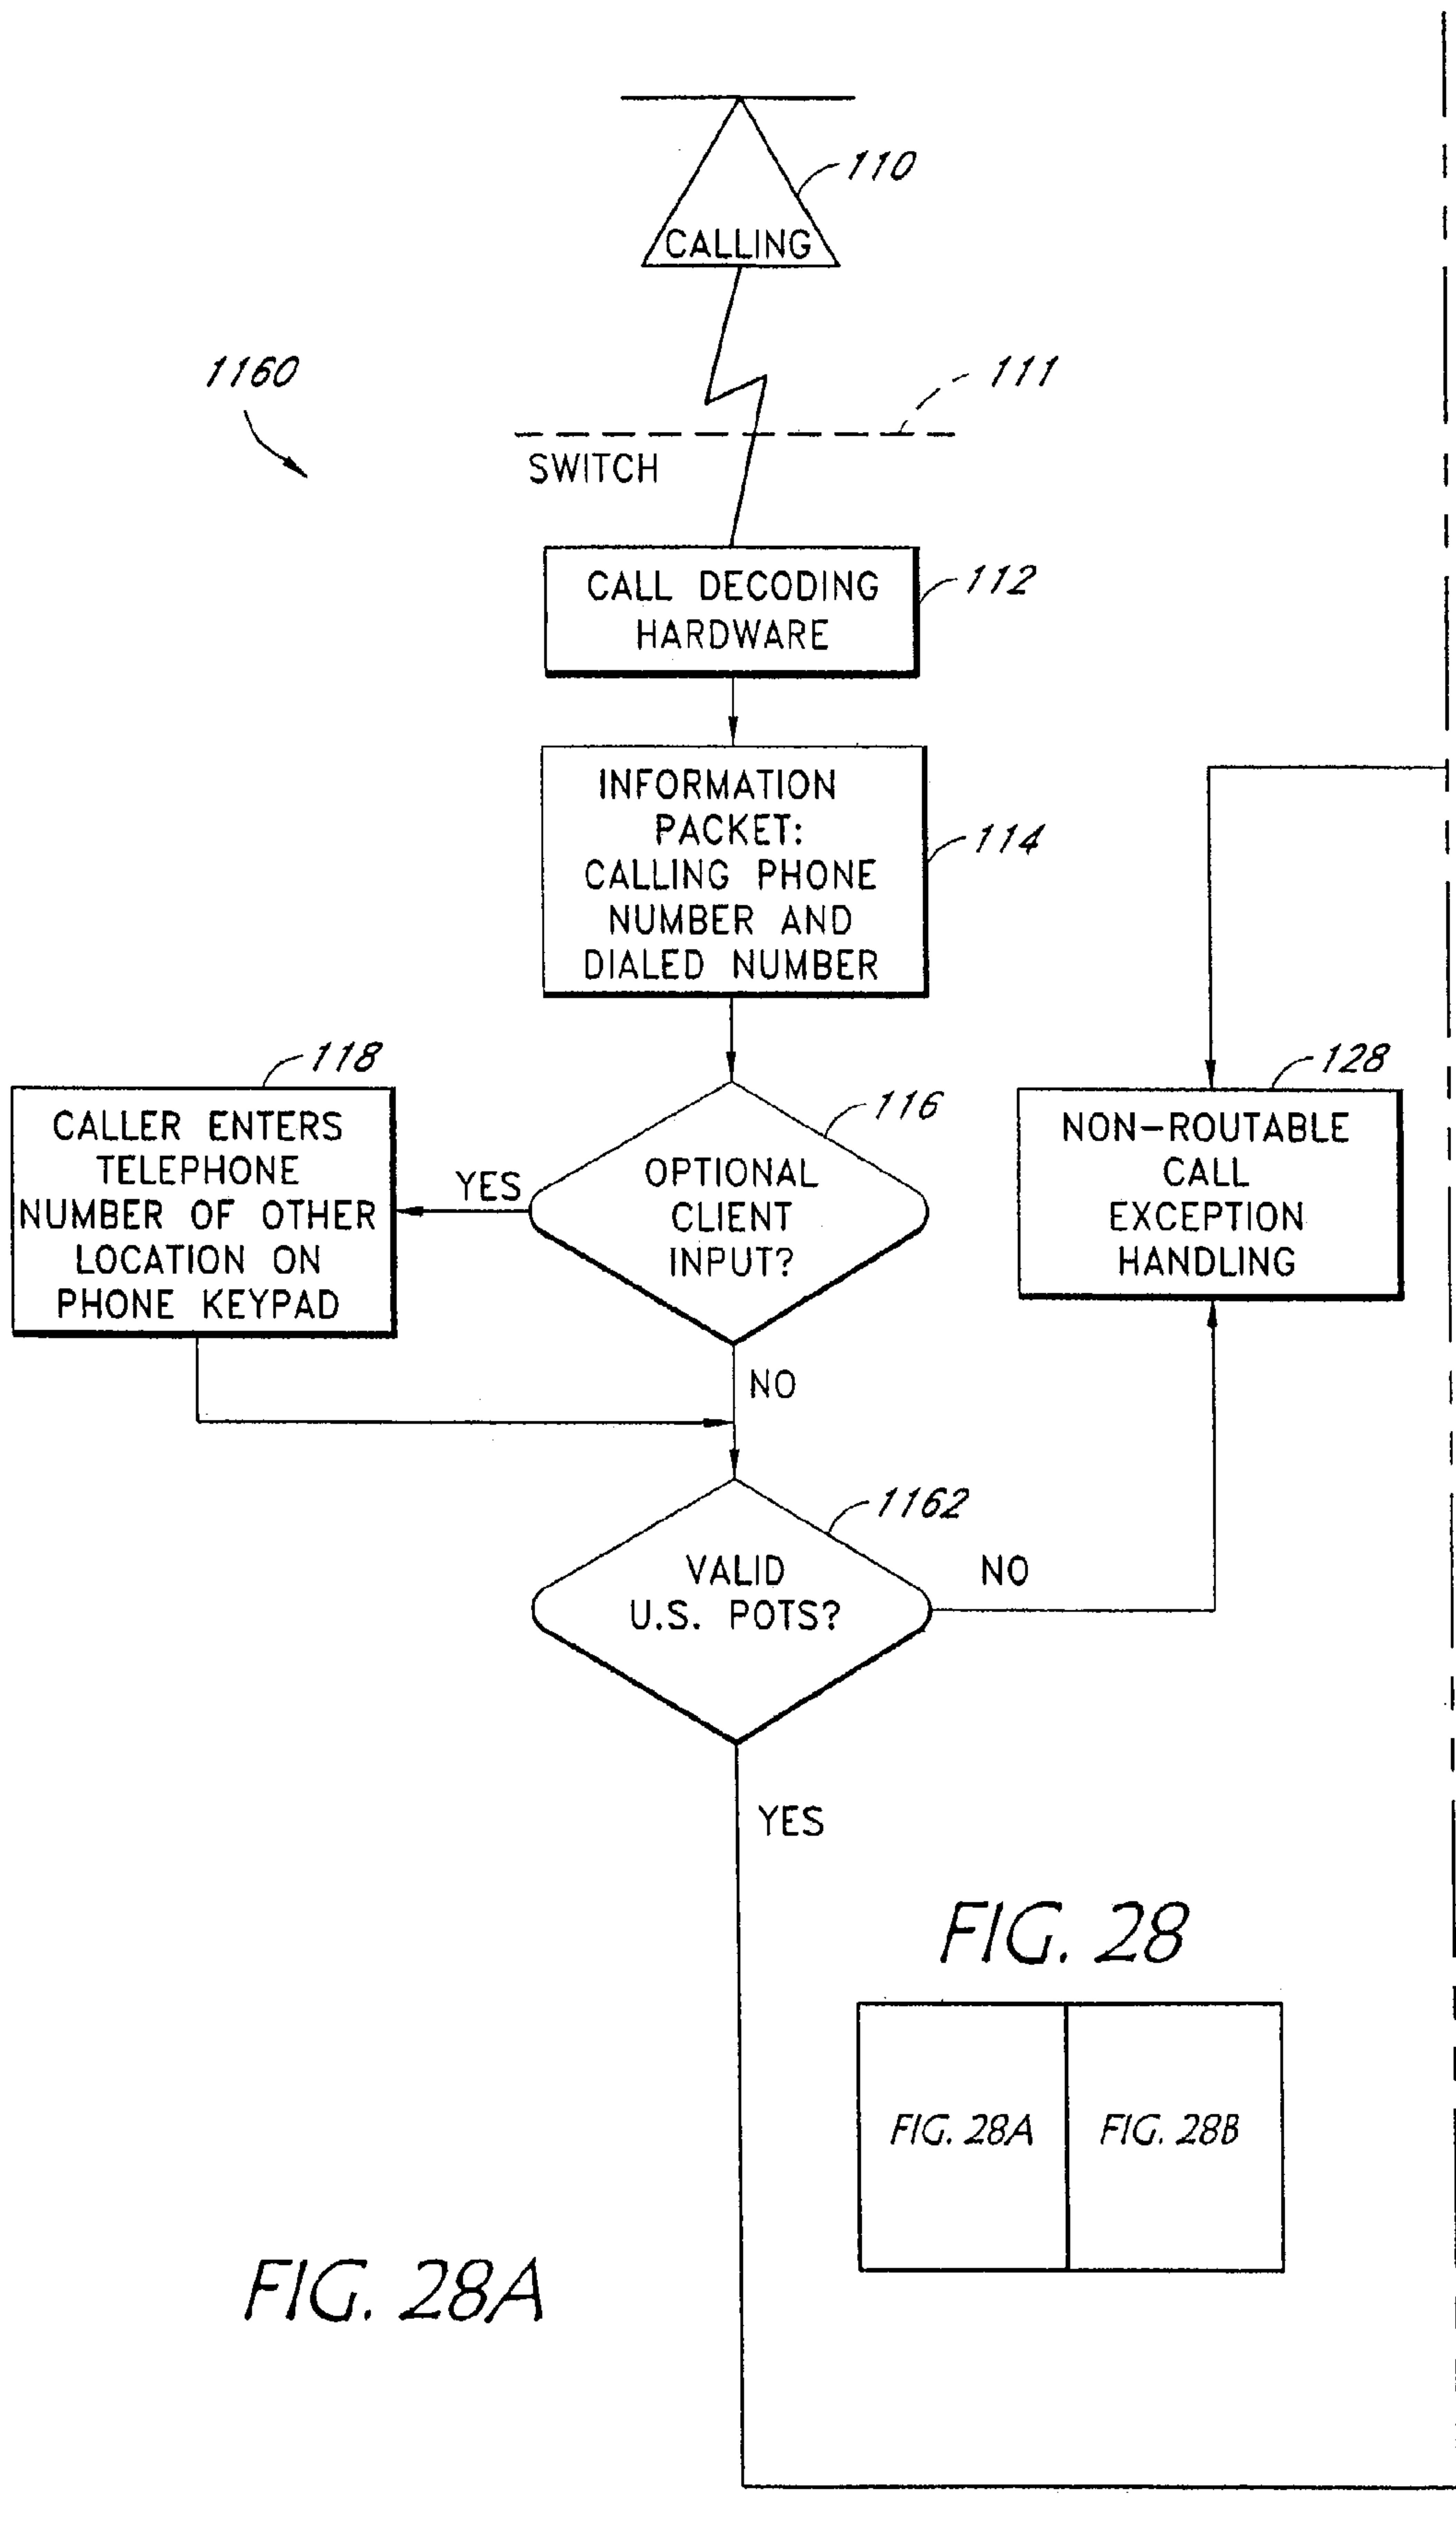 110
CALLING
1160
111
SWITCH
CALL DECODING
HARDWARE
112
INFORMATION
PACKET:
CALLING PHONE
NUMBER AND
DIALED NUMBER
114
118
CALLER ENTERS
TELEPHONE
NUMBER OF OTHER
LOCATION ON
PHONE KEYPAD
YES
116
OPTIONAL
CLIENT
INPUT?
NO
128
NON-ROUTABLE
CALL
EXCEPTION
HANDLING
1162
VALID
U.S. POTS?
NO
YES
FIG. 28
FIG. 28A
FIG. 28B
FIG. 28A